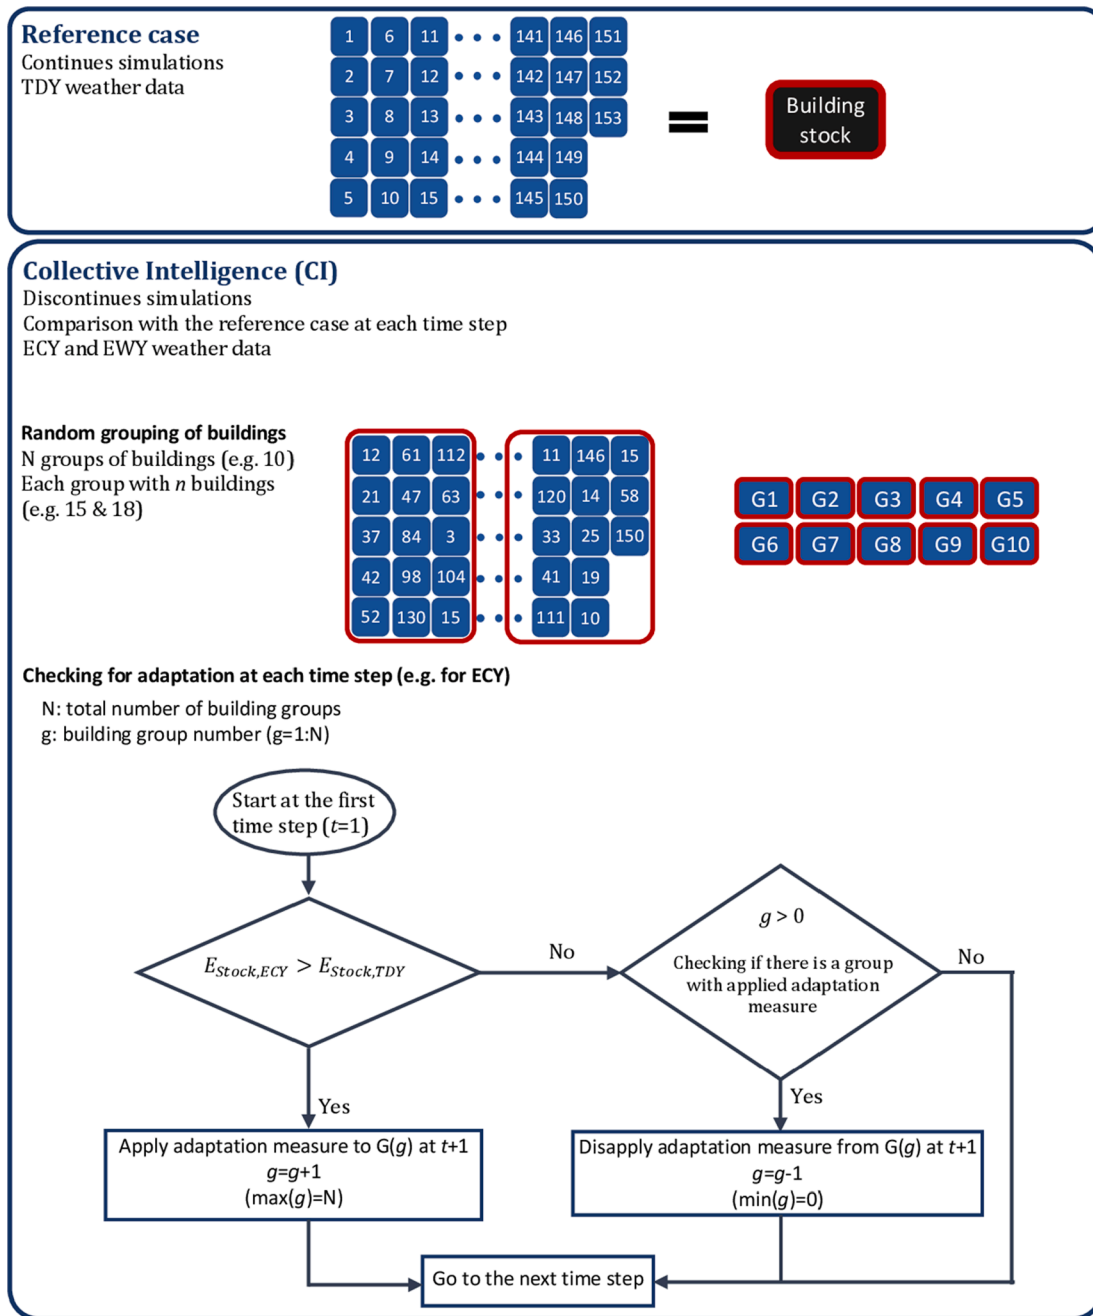 Reference case
Continues simulations
TDY weather data
1 6 11 • • • 141 146 151
2 7 12 • • • 142 147 152
3 8 13 • • • 143 148 153
4 9 14 • • • 144 149
5 10 15 • • • 145 150
=
Building
stock
Collective Intelligence (CI)
Discontinues simulations
Comparison with the reference case at each time step
ECY and EWY weather data
Random grouping of buildings
N groups of buildings (e.g. 10)
Each group with n buildings
(e.g. 15 & 18)
12 61 112 • • • 11 146 15
21 47 63 • • • 120 14 58
37 84 3 • • • 33 25 150
42 98 104 • • • 41 19
52 130 15 • • • 111 10
G1 G2 G3 G4 G5
G6 G7 G8 G9 G10
Checking for adaptation at each time step (e.g. for ECY)
N: total number of building groups
g: building group number (g=1:N)
Start at the first
time step (t=1)
E_Stock,ECY > E_Stock,TDY
No
g > 0
Checking if there is a group
with applied adaptation
measure
No
Yes
Yes
Apply adaptation measure to G(g) at t+1
g=g+1
(max(g)=N)
Disapply adaptation measure from G(g) at t+1
g=g-1
(min(g)=0)
Go to the next time step